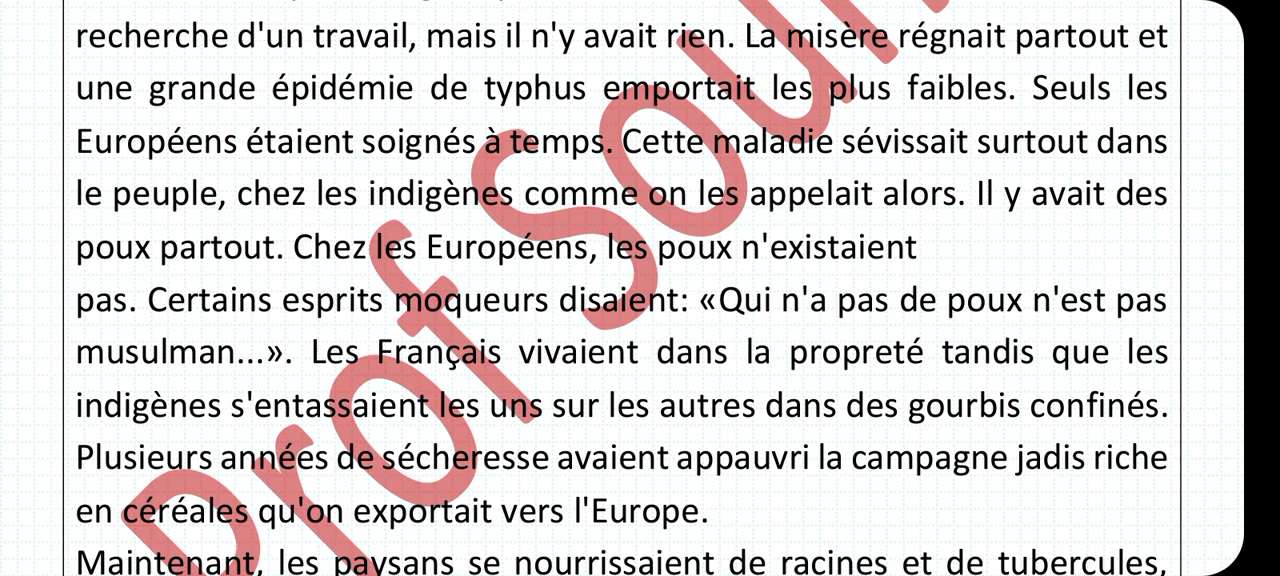 recherche d'un travail, mais il n'y avait rien. La misère régnait partout et
une grande épidémie de typhus emportait les plus faibles. Seuls les
Européens étaient soignés à temps. Cette maladie sévissait surtout dans
le peuple, chez les indigènes comme on les appelait alors. Il y avait des
poux partout. Chez les Européens, les poux n'existaient
pas. Certains esprits moqueurs disaient: «Qui n'a pas de poux n'est pas
musulman...». Les Français vivaient dans la propreté tandis que les
indigènes s'entassaient les uns sur les autres dans des gourbis confinés.
Plusieurs années de sécheresse avaient appauvri la campagne jadis riche
en céréales qu'on exportait vers l'Europe.
Maintenant, les paysans se nourrissaient de racines et de tubercules,
Prof